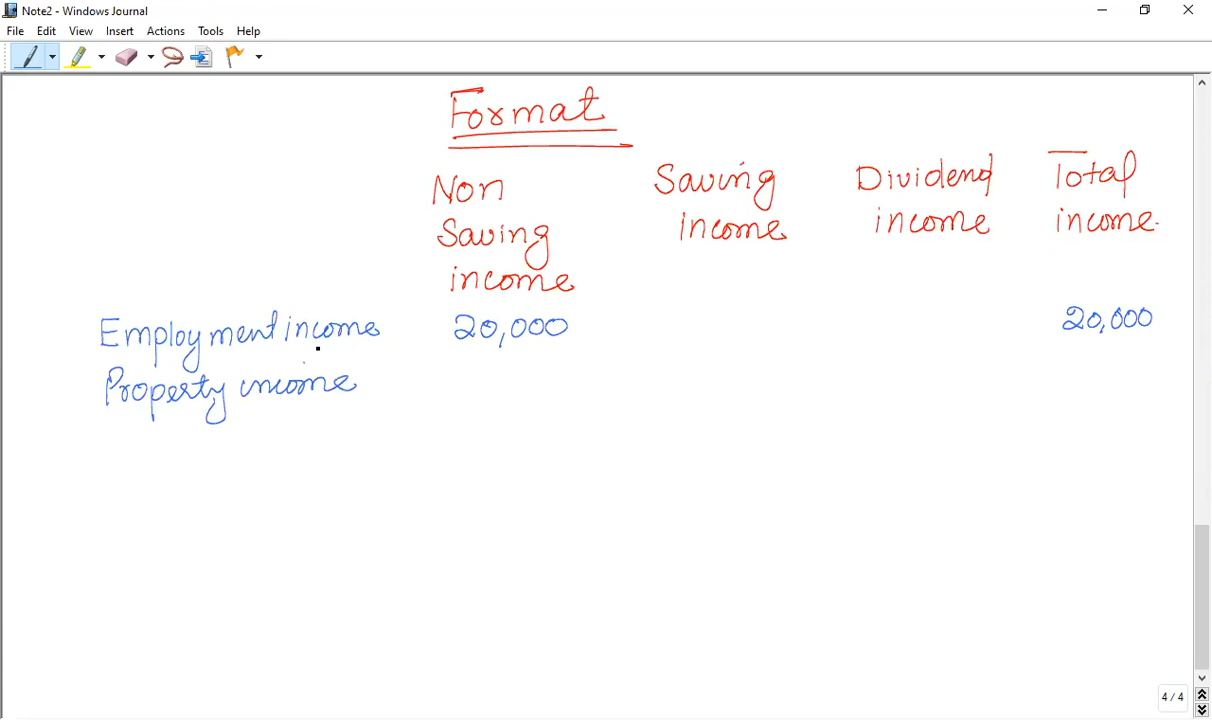 Note2 - Windows Journal
File Edit View Insert Actions Tools Help
Format
Non Saving income
Saving income
Dividend income
Total income.
Employment income 20,000 20,000
Property income
4 / 4